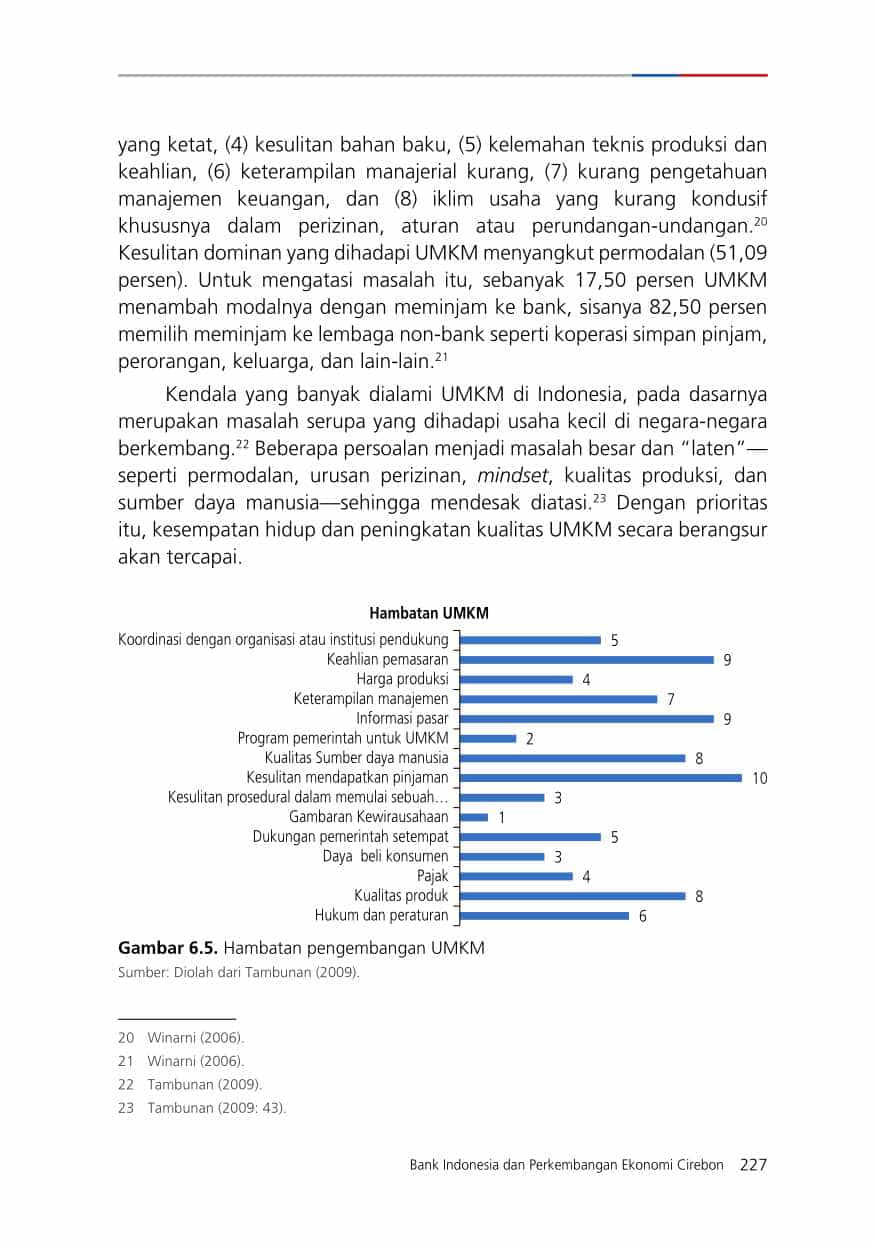 yang ketat, (4) kesulitan bahan baku, (5) kelemahan teknis produksi dan
keahlian, (6) keterampilan manajerial kurang, (7) kurang pengetahuan
manajemen keuangan, dan (8) iklim usaha yang kurang kondusif
khususnya dalam perizinan, aturan atau perundangan-undangan.20
Kesulitan dominan yang dihadapi UMKM menyangkut permodalan (51,09
persen). Untuk mengatasi masalah itu, sebanyak 17,50 persen UMKM
menambah modalnya dengan meminjam ke bank, sisanya 82,50 persen
memilih meminjam ke lembaga non-bank seperti koperasi simpan pinjam,
perorangan, keluarga, dan lain-lain.21
Kendala yang banyak dialami UMKM di Indonesia, pada dasarnya
merupakan masalah serupa yang dihadapi usaha kecil di negara-negara
berkembang.22 Beberapa persoalan menjadi masalah besar dan “laten”—
seperti permodalan, urusan perizinan, mindset, kualitas produksi, dan
sumber daya manusia—sehingga mendesak diatasi.23 Dengan prioritas
itu, kesempatan hidup dan peningkatan kualitas UMKM secara berangsur
akan tercapai.
Hambatan UMKM
Koordinasi dengan organisasi atau institusi pendukung 5
Keahlian pemasaran 9
Harga produksi 4
Keterampilan manajemen 7
Informasi pasar 9
Program pemerintah untuk UMKM 2
Kualitas Sumber daya manusia 8
Kesulitan mendapatkan pinjaman 10
Kesulitan prosedural dalam memulai sebuah… 3
Gambaran Kewirausahaan 1
Dukungan pemerintah setempat 5
Daya beli konsumen 3
Pajak 4
Kualitas produk 8
Hukum dan peraturan 6
Gambar 6.5. Hambatan pengembangan UMKM
Sumber: Diolah dari Tambunan (2009).
20 Winarni (2006).
21 Winarni (2006).
22 Tambunan (2009).
23 Tambunan (2009: 43).
Bank Indonesia dan Perkembangan Ekonomi Cirebon 227